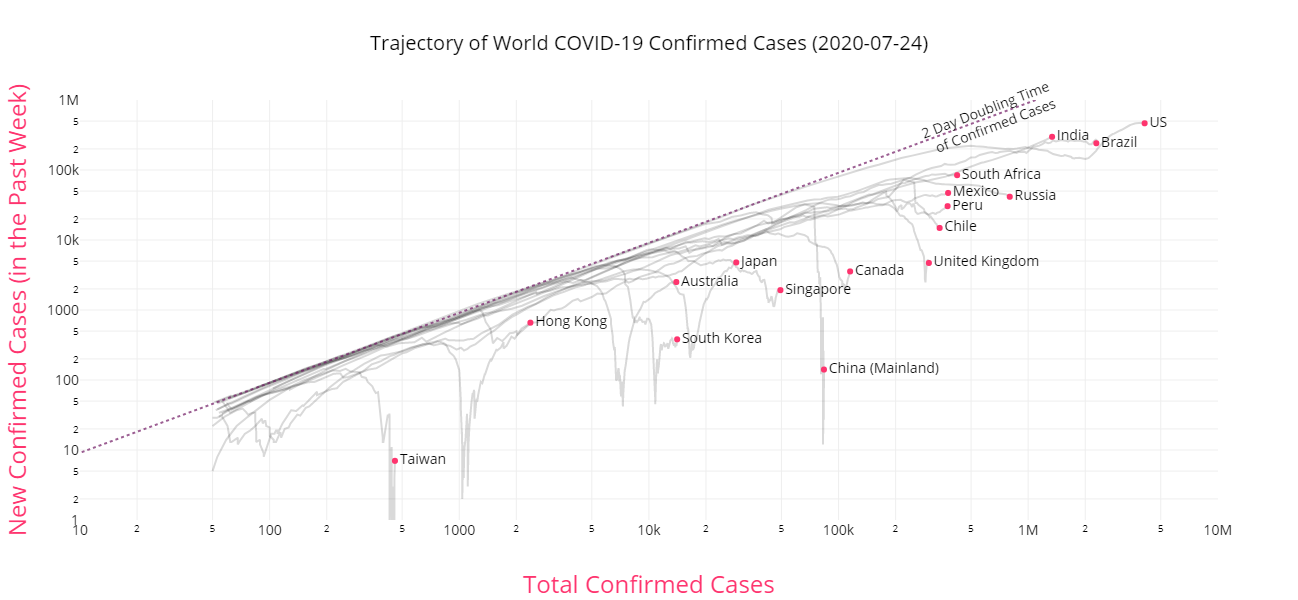 Trajectory of World COVID-19 Confirmed Cases (2020-07-24)
New Confirmed Cases (in the Past Week)
1M
5
2
100k
5
2
10k
5
2
1000
5
2
100
5
2
10
5
2
1
2 Day Doubling Time
of Confirmed Cases
US
India
Brazil
South Africa
Mexico
Russia
Peru
Chile
United Kingdom
Japan
Canada
Australia
Singapore
Hong Kong
South Korea
China (Mainland)
Taiwan
10 2 5 100 2 5 1000 2 5 10k 2 5 100k 2 5 1M 2 5 10M
Total Confirmed Cases